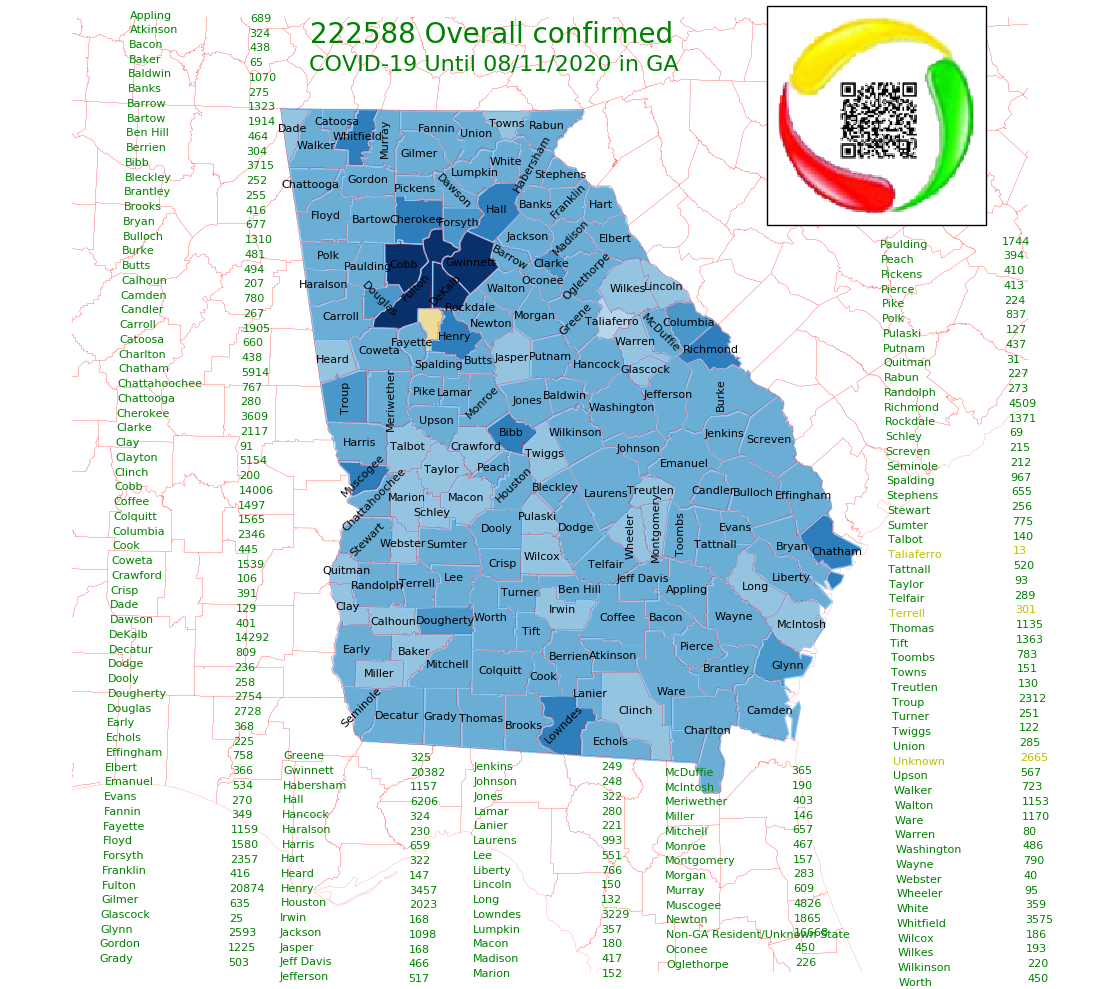 222588 Overall confirmed
COVID-19 Until 08/11/2020 in GA
Appling 689
Atkinson 324
Bacon 438
Baker 65
Baldwin 1070
Banks 275
Barrow 1323
Bartow 1914
Ben Hill 464
Berrien 304
Bibb 3715
Bleckley 252
Brantley 255
Brooks 416
Bryan 677
Bulloch 1310
Burke 481
Butts 494
Calhoun 207
Camden 780
Candler 267
Carroll 1905
Catoosa 660
Charlton 438
Chatham 5914
Chattahoochee 767
Chattooga 280
Cherokee 3609
Clarke 2117
Clay 91
Clayton 5154
Clinch 200
Cobb 14006
Coffee 1497
Colquitt 1565
Columbia 2346
Cook 445
Coweta 1539
Crawford 106
Crisp 391
Dade 129
Dawson 401
DeKalb 14292
Decatur 809
Dodge 236
Dooly 258
Dougherty 2754
Douglas 2728
Early 368
Echols 225
Effingham 758
Elbert 366
Emanuel 534
Evans 270
Fannin 349
Fayette 1159
Floyd 1580
Forsyth 2357
Franklin 416
Fulton 20874
Gilmer 635
Glascock 25
Glynn 2593
Gordon 1225
Grady 503
Greene 325
Gwinnett 20382
Habersham 1157
Hall 6206
Hancock 324
Haralson 230
Harris 659
Hart 322
Heard 147
Henry 3457
Houston 2023
Irwin 168
Jackson 1098
Jasper 168
Jeff Davis 466
Jefferson 517
Jenkins 249
Johnson 248
Jones 322
Lamar 280
Lanier 221
Laurens 993
Lee 551
Liberty 766
Lincoln 150
Long 132
Lowndes 3229
Lumpkin 357
Macon 180
Madison 417
Marion 152
McDuffie 365
McIntosh 190
Meriwether 403
Miller 146
Mitchell 657
Monroe 467
Montgomery 157
Morgan 283
Murray 609
Muscogee 4826
Newton 1865
Non-GA Resident/Unknown State
Oconee 450
Oglethorpe 226
Paulding 1744
Peach 394
Pickens 410
Pierce 413
Pike 224
Polk 837
Pulaski 127
Putnam 437
Quitman 31
Rabun 227
Randolph 273
Richmond 4509
Rockdale 1371
Schley 69
Screven 215
Seminole 212
Spalding 967
Stephens 655
Stewart 256
Sumter 775
Talbot 140
Taliaferro 13
Tattnall 520
Taylor 93
Telfair 289
Terrell 301
Thomas 1135
Tift 1363
Toombs 783
Towns 151
Treutlen 130
Troup 2312
Turner 251
Twiggs 122
Union 285
Unknown 2665
Upson 567
Walker 723
Walton 1153
Ware 1170
Warren 80
Washington 486
Wayne 790
Webster 40
Wheeler 95
White 359
Whitfield 3575
Wilcox 186
Wilkes 193
Wilkinson 220
Worth 450
Dade
Catoosa
Whitfield
Walker
Murray
Fannin
Union
Towns
Rabun
Gilmer
White
Habersham
Lumpkin
Stephens
Chattooga
Gordon
Pickens
Dawson
Hall
Banks
Franklin
Hart
Floyd
Bartow
Cherokee
Forsyth
Jackson
Madison
Elbert
Polk
Paulding
Cobb
Gwinnett
Barrow
Clarke
Oconee
Oglethorpe
Haralson
Douglas
Fulton
DeKalb
Walton
Wilkes
Lincoln
Carroll
Rockdale
Newton
Morgan
Greene
Taliaferro
McDuffie
Columbia
Fayette
Henry
Warren
Richmond
Heard
Coweta
Spalding
Butts
Jasper
Putnam
Hancock
Glascock
Troup
Meriwether
Pike
Lamar
Monroe
Jones
Baldwin
Washington
Jefferson
Burke
Upson
Bibb
Wilkinson
Jenkins
Screven
Harris
Talbot
Crawford
Twiggs
Johnson
Emanuel
Muscogee
Taylor
Peach
Houston
Bleckley
Laurens
Treutlen
Candler
Bulloch
Effingham
Chattahoochee
Marion
Macon
Schley
Pulaski
Dooly
Dodge
Wheeler
Montgomery
Toombs
Evans
Tattnall
Bryan
Chatham
Stewart
Webster
Sumter
Wilcox
Crisp
Telfair
Quitman
Randolph
Terrell
Lee
Turner
Ben Hill
Jeff Davis
Appling
Long
Liberty
Clay
Calhoun
Dougherty
Worth
Irwin
Coffee
Bacon
Wayne
McIntosh
Tift
Early
Baker
Mitchell
Colquitt
Berrien
Atkinson
Pierce
Brantley
Glynn
Miller
Cook
Lanier
Ware
Seminole
Decatur
Grady
Thomas
Brooks
Lowndes
Clinch
Echols
Charlton
Camden